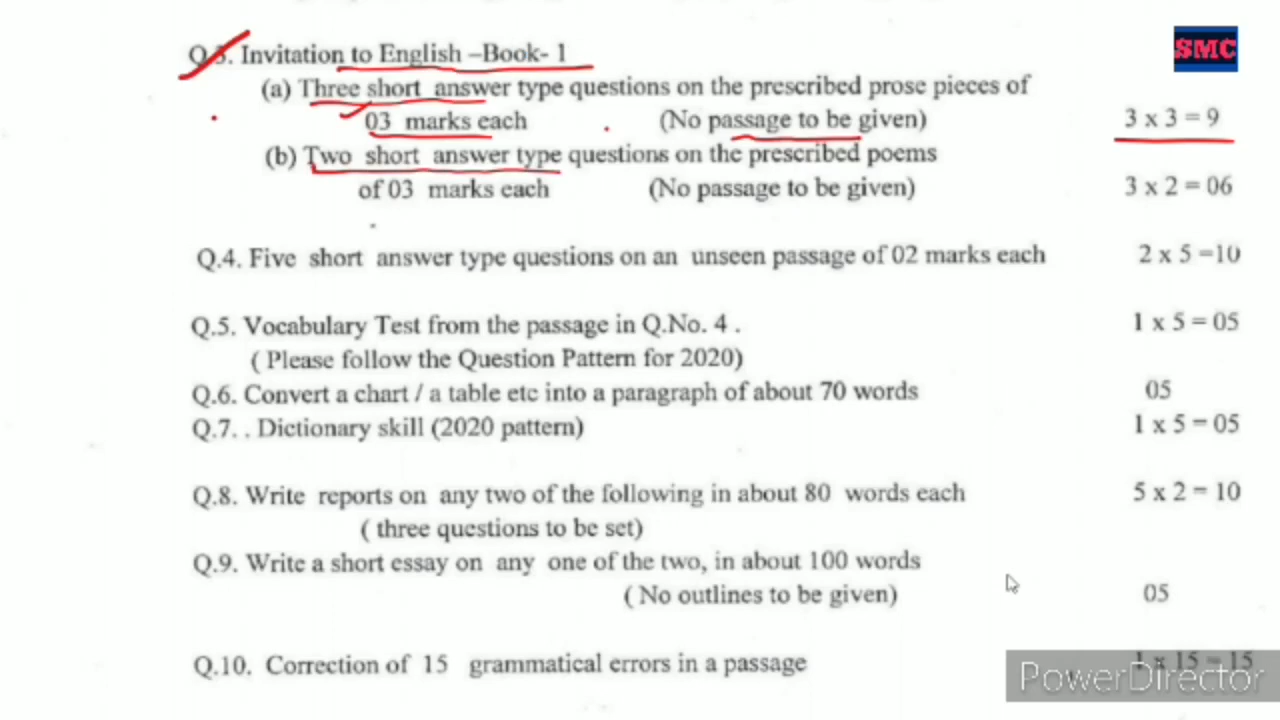 SMC
Q.3. Invitation to English –Book- 1
(a) Three short answer type questions on the prescribed prose pieces of
03 marks each (No passage to be given) 3 x 3 = 9
(b) Two short answer type questions on the prescribed poems
of 03 marks each (No passage to be given) 3 x 2 = 06
Q.4. Five short answer type questions on an unseen passage of 02 marks each 2 x 5 =10
Q.5. Vocabulary Test from the passage in Q.No. 4 . 1 x 5 = 05
( Please follow the Question Pattern for 2020)
Q.6. Convert a chart / a table etc into a paragraph of about 70 words 05
Q.7. . Dictionary skill (2020 pattern) 1 x 5 = 05
Q.8. Write reports on any two of the following in about 80 words each 5 x 2 = 10
( three questions to be set)
Q.9. Write a short essay on any one of the two, in about 100 words
( No outlines to be given) 05
Q.10. Correction of 15 grammatical errors in a passage 1 x 15 = 15
PowerDirector